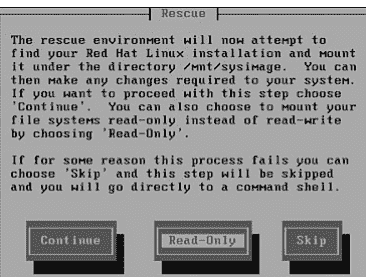 Rescue
The rescue environment will now attempt to
find your Red Hat Linux installation and mount
it under the directory /mnt/sysimage.  You can
then make any changes required to your system.
If you want to proceed with this step choose
'Continue'.  You can also choose to mount your
file systems read-only instead of read-write
by choosing 'Read-Only'.
If for some reason this process fails you can
choose 'Skip' and this step will be skipped
and you will go directly to a command shell.
Continue Read-Only Skip